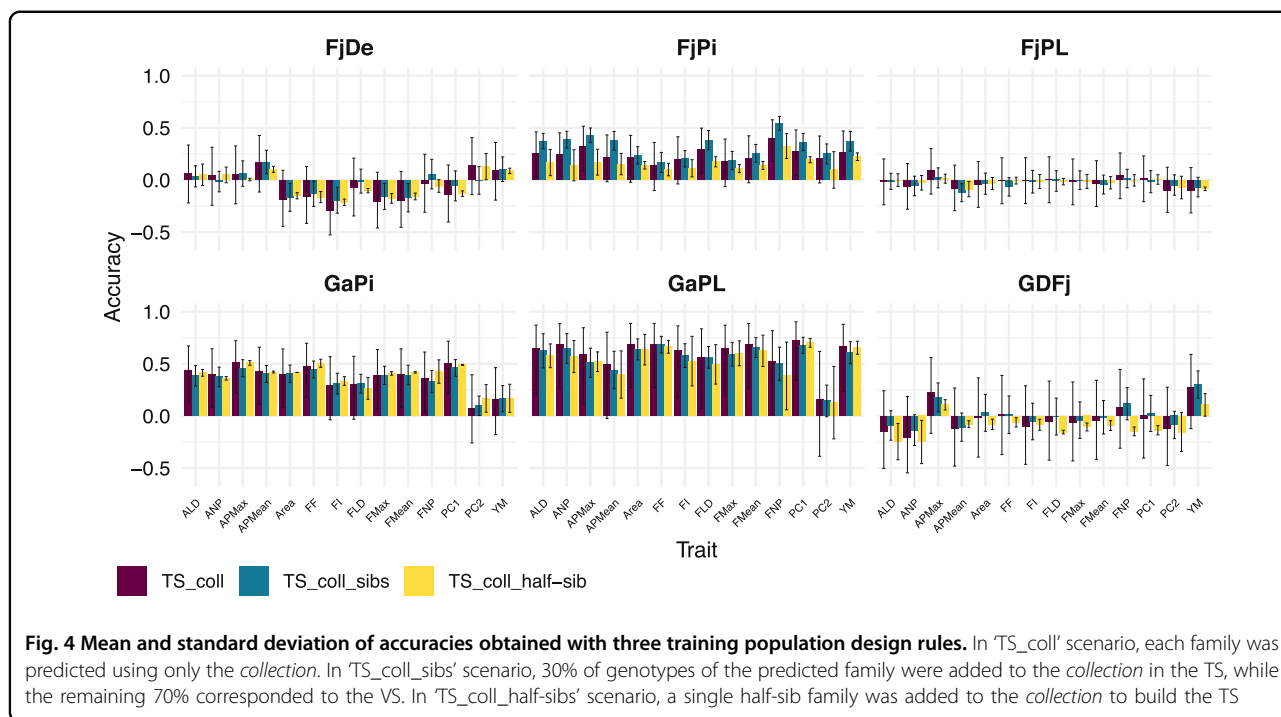 FjDe
FjPi
FjPL
1.0
0.5
0.0
−0.5
GaPi
GaPL
GDFj
1.0
0.5
0.0
−0.5
Accuracy
ALD ANP APMax APMean Area FF FI FLD FMax FMean FNP PC1 PC2 YM
ALD ANP APMax APMean Area FF FI FLD FMax FMean FNP PC1 PC2 YM
ALD ANP APMax APMean Area FF FI FLD FMax FMean FNP PC1 PC2 YM
Trait
TS_coll TS_coll_sibs TS_coll_half−sib
Fig. 4 Mean and standard deviation of accuracies obtained with three training population design rules. In ‘TS_coll’ scenario, each family was
predicted using only the collection. In ‘TS_coll_sibs’ scenario, 30% of genotypes of the predicted family were added to the collection in the TS, while
the remaining 70% corresponded to the VS. In ‘TS_coll_half-sibs’ scenario, a single half-sib family was added to the collection to build the TS